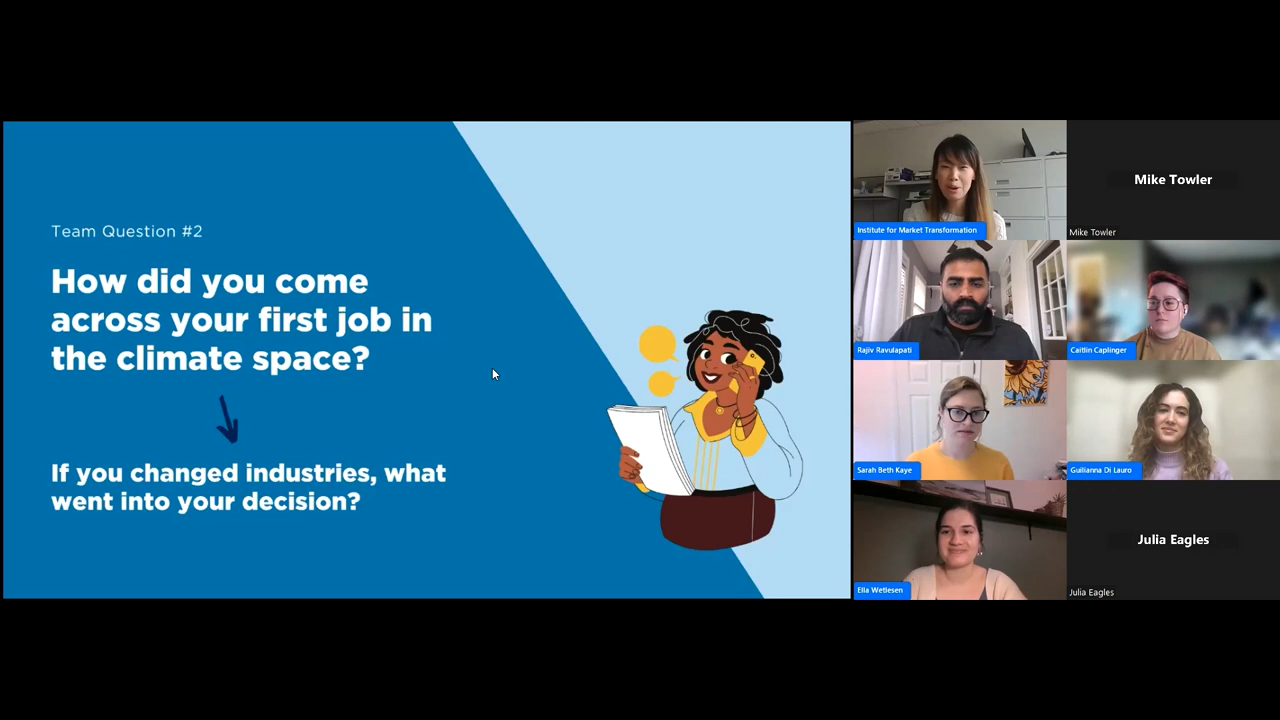 Team Question #2
How did you come
across your first job in
the climate space?
If you changed industries, what
went into your decision?
Institute for Market Transformation
Mike Towler
Mike Towler
Rajiv Ravulapati
Caitlin Caplinger
Sarah Beth Kaye
Guilianna Di Lauro
Ella Wetlesen
Julia Eagles
Julia Eagles